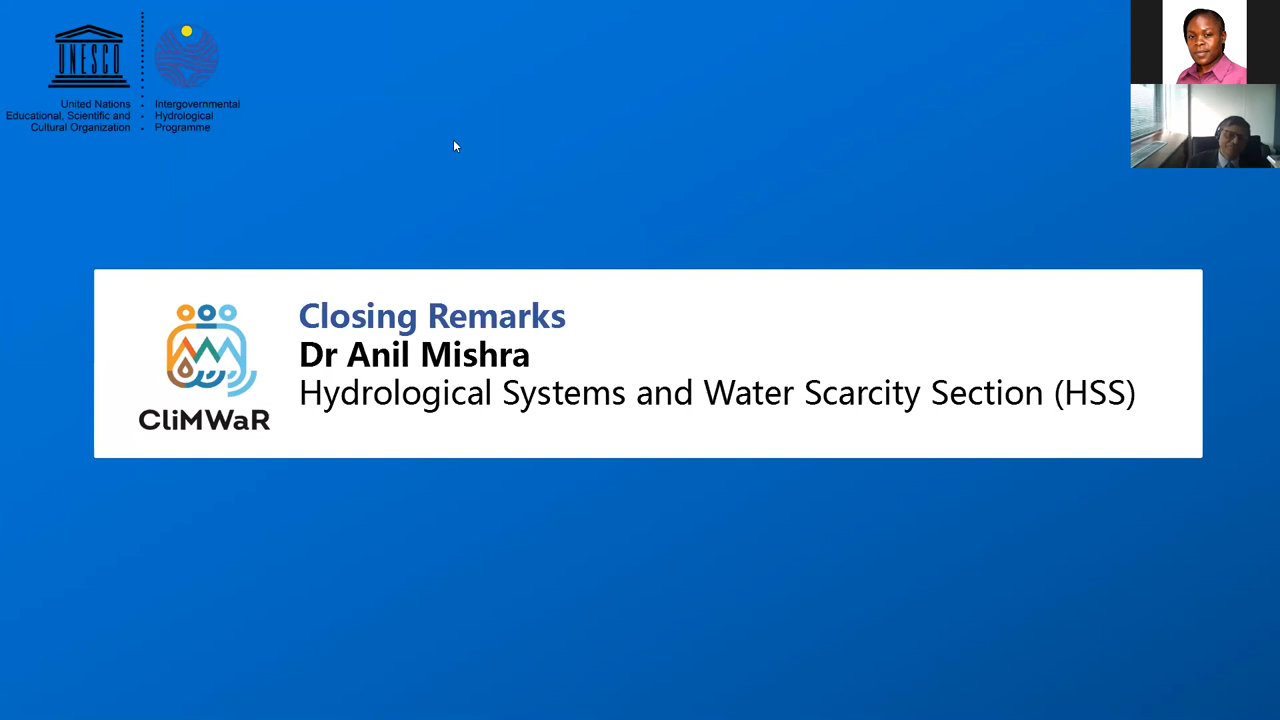 UNESCO
United Nations
Educational, Scientific and
Cultural Organization
Intergovernmental
Hydrological
Programme
Closing Remarks
Dr Anil Mishra
Hydrological Systems and Water Scarcity Section (HSS)
CliMWaR